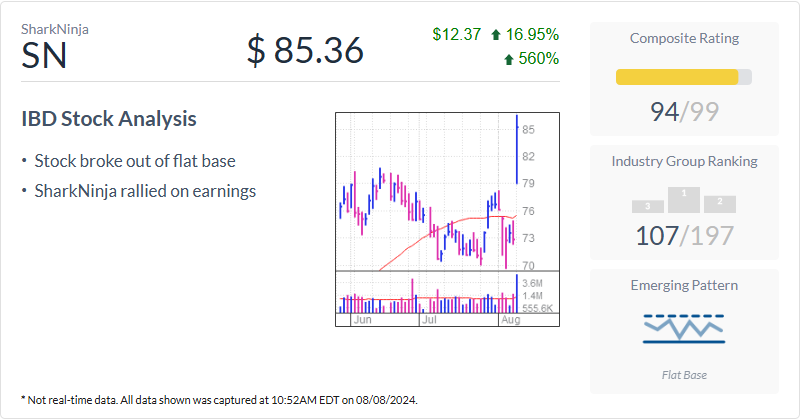 SharkNinja
SN
$ 85.36
$12.37 16.95%
560%
IBD Stock Analysis
• Stock broke out of flat base
• SharkNinja rallied on earnings
85
82
79
76
73
70
3.6M
1.4M
555.6K
Jun Jul Aug
Composite Rating
94/99
Industry Group Ranking
3 1 2
107/197
Emerging Pattern
Flat Base
* Not real-time data. All data shown was captured at 10:52AM EDT on 08/08/2024.